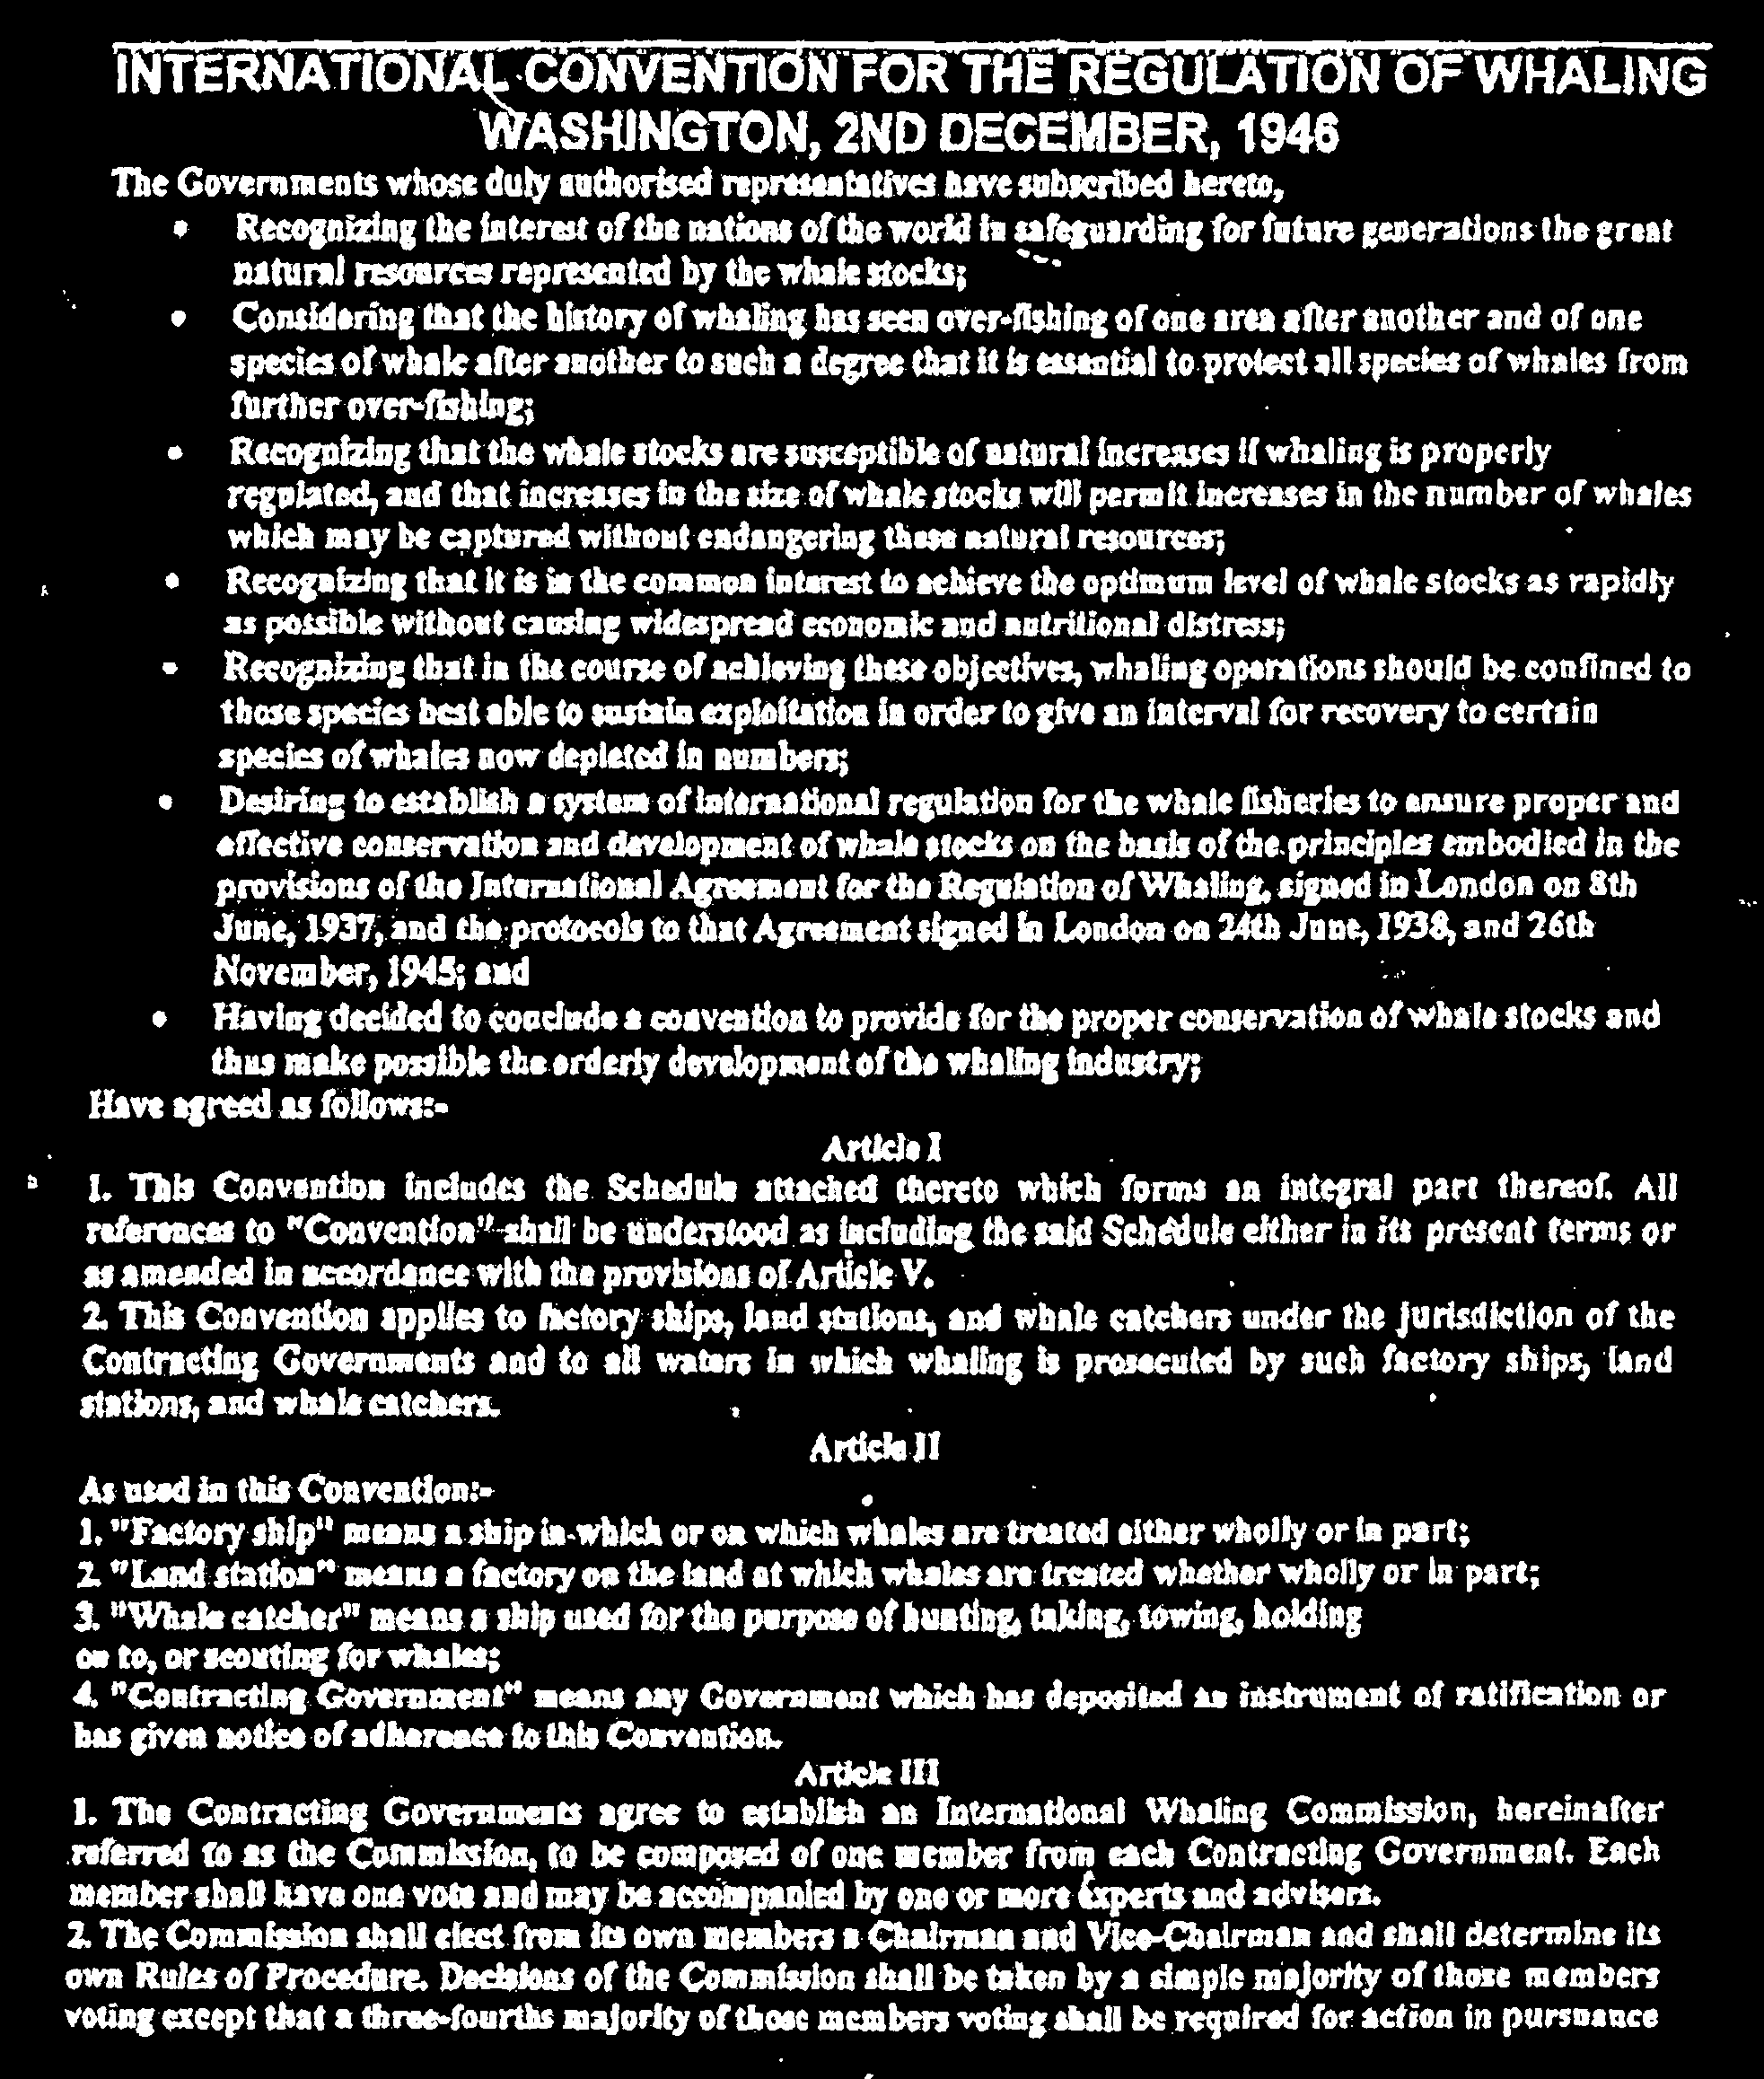 INTERNATIONAL CONVENTION FOR THE REGULATION OF WHALING
WASHINGTON, 2ND DECEMBER, 1946
The Governments whose duly authorised representatives have subscribed hereto,
• Recognizing the interest of the nations of the world in safeguarding for future generations the great
natural resources represented by the whale stocks;
• Considering that the history of whaling has seen over-fishing of one area after another and of one
species of whale after another to such a degree that it is essential to protect all species of whales from
further over-fishing;
• Recognizing that the whale stocks are susceptible of natural increases if whaling is properly
regulated, and that increases in the size of whale stocks will permit increases in the number of whales
which may be captured without endangering these natural resources;
• Recognizing that it is in the common interest to achieve the optimum level of whale stocks as rapidly
as possible without causing widespread economic and nutritional distress;
• Recognizing that in the course of achieving these objectives, whaling operations should be confined to
those species best able to sustain exploitation in order to give an interval for recovery to certain
species of whales now depleted in numbers;
• Desiring to establish a system of international regulation for the whale fisheries to ensure proper and
effective conservation and development of whale stocks on the basis of the principles embodied in the
provisions of the International Agreement for the Regulation of Whaling, signed in London on 8th
June, 1937, and the protocols to that Agreement signed in London on 24th June, 1938, and 26th
November, 1945; and
• Having decided to conclude a convention to provide for the proper conservation of whale stocks and
thus make possible the orderly development of the whaling industry;
Have agreed as follows:-
Article I
1. This Convention includes the Schedule attached thereto which forms an integral part thereof. All
references to "Convention" shall be understood as including the said Schedule either in its present terms or
as amended in accordance with the provisions of Article V.
2. This Convention applies to factory ships, land stations, and whale catchers under the jurisdiction of the
Contracting Governments and to all waters in which whaling is prosecuted by such factory ships, land
stations, and whale catchers.
Article II
As used in this Convention:-
1. "Factory ship" means a ship in which or on which whales are treated either wholly or in part;
2. "Land station" means a factory on the land at which whales are treated whether wholly or in part;
3. "Whale catcher" means a ship used for the purpose of hunting, taking, towing, holding
on to, or scouting for whales;
4. "Contracting Government" means any Government which has deposited an instrument of ratification or
has given notice of adherence to this Convention.
Article III
1. The Contracting Governments agree to establish an International Whaling Commission, hereinafter
referred to as the Commission, to be composed of one member from each Contracting Government. Each
member shall have one vote and may be accompanied by one or more experts and advisers.
2. The Commission shall elect from its own members a Chairman and Vice-Chairman and shall determine its
own Rules of Procedure. Decisions of the Commission shall be taken by a simple majority of those members
voting except that a three-fourths majority of those members voting shall be required for action in pursuance